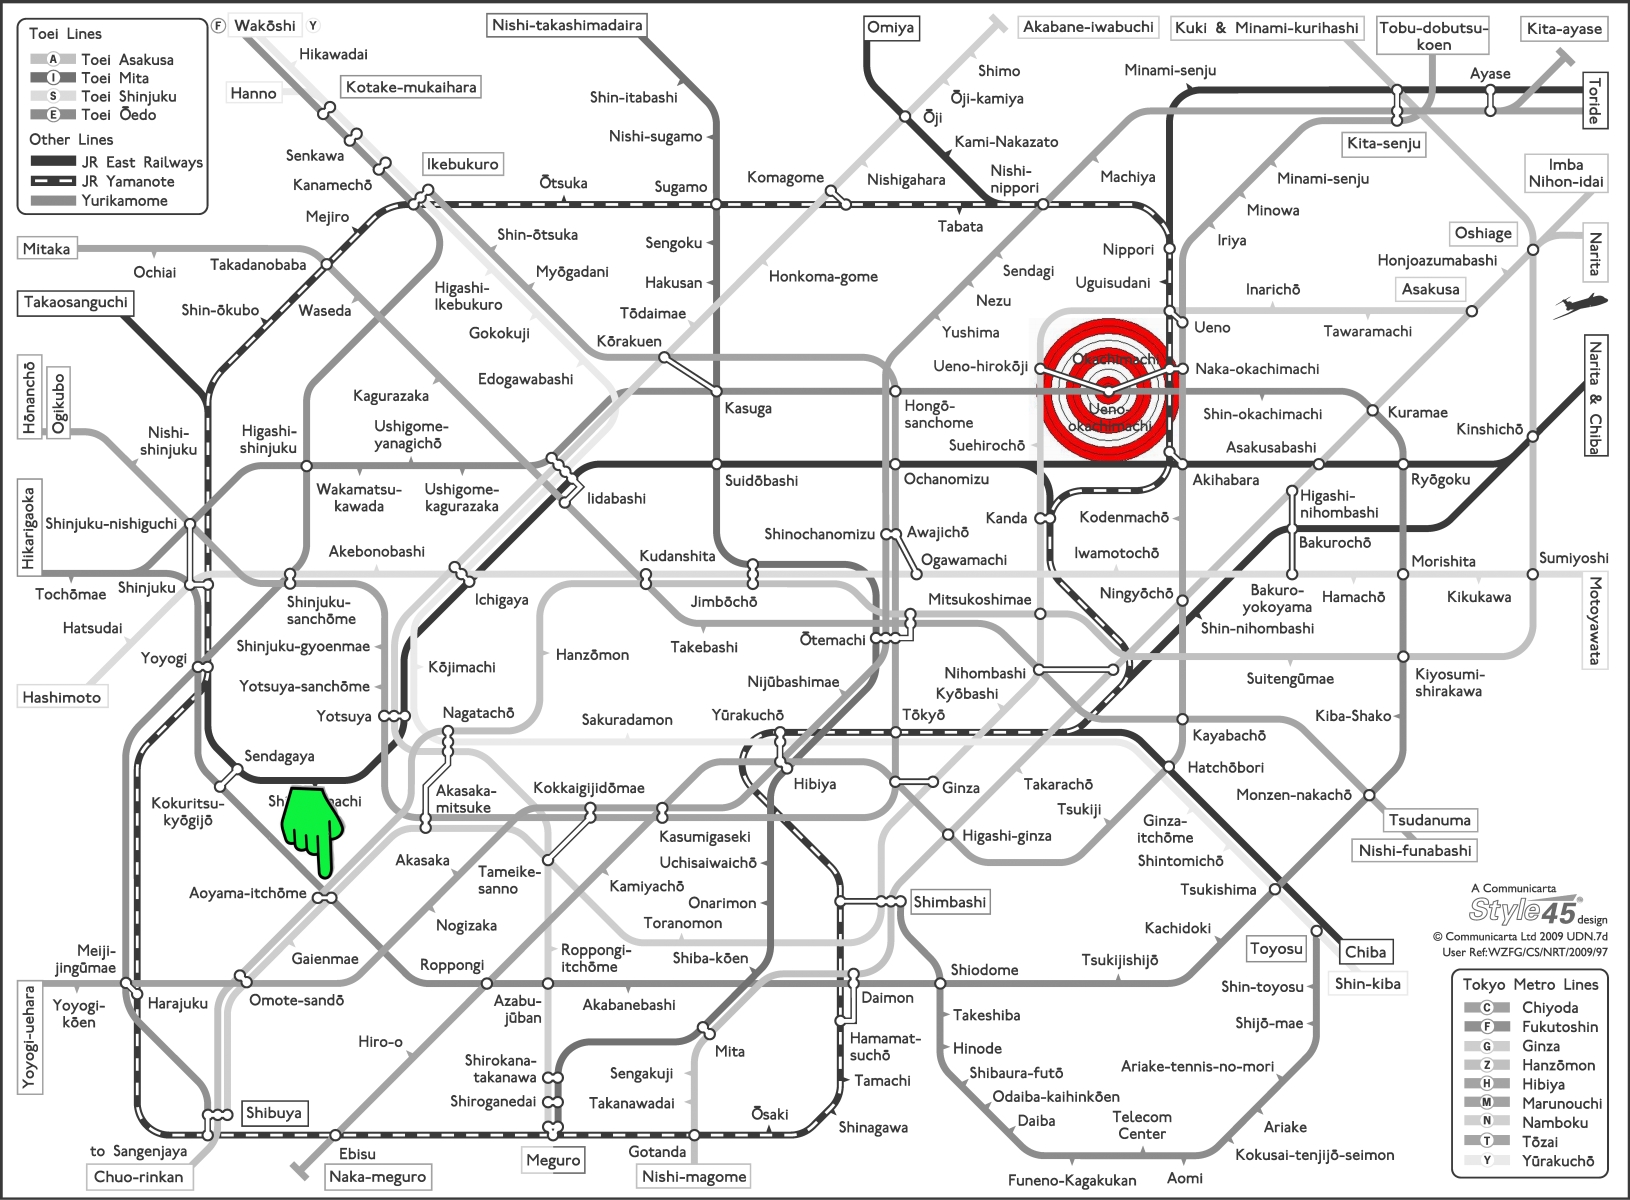 Toei Lines
A Toei Asakusa
I Toei Mita
S Toei Shinjuku
E Toei Ōedo
Other Lines
JR East Railways
JR Yamanote
Yurikamome
F Wakōshi Y
Hikawadai
Hanno
Kotake-mukaihara
Nishi-takashimadaira
Omiya
Akabane-iwabuchi
Kuki & Minami-kurihashi
Tobu-dobutsu-
koen
Kita-ayase
Shimo
Minami-senju
Ayase
Toride
Shin-itabashi
Ōji-kamiya
Ōji
Nishi-sugamo
Kami-Nakazato
Kita-senju
Senkawa
Ikebukuro
Kanamechō
Ōtsuka
Sugamo
Komagome
Nishigahara
Nishi-
nippori
Machiya
Minami-senju
Imba
Nihon-idai
Mejiro
Minowa
Tabata
Iriya
Oshiage
Narita
Mitaka
Ochiai
Takadanobaba
Shin-ōtsuka
Sengoku
Nippori
Honjoazumabashi
Myōgadani
Honkoma-gome
Sendagi
Hakusan
Uguisudani
Inarichō
Asakusa
Takaosanguchi
Shin-ōkubo
Waseda
Higashi-
Ikebukuro
Nezu
Gokokuji
Tōdaimae
Yushima
Ueno
Tawaramachi
Kōrakuen
Okachimachi
Ueno-hirokōji
Naka-okachimachi
Hōnanchō
Ogikubo
Edogawabashi
Kagurazaka
Kasuga
Hongō-
sanchome
Ueno-
okachimachi
Shin-okachimachi
Kuramae
Narita & Chiba
Kinshichō
Nishi-
shinjuku
Higashi-
shinjuku
Ushigome-
yanagichō
Suehirochō
Asakusabashi
Wakamatsu-
kawada
Ushigome-
kagurazaka
Iidabashi
Suidōbashi
Ochanomizu
Akihabara
Ryōgoku
Hikarigaoka
Higashi-
nihombashi
Shinjuku-nishiguchi
Kanda
Kodenmachō
Shinochanomizu
Awajichō
Bakurochō
Akebonobashi
Kudanshita
Ogawamachi
Iwamotochō
Morishita
Sumiyoshi
Tochōmae
Shinjuku
Shinjuku-
sanchōme
Ichigaya
Jimbōchō
Mitsukoshimae
Ningyōchō
Bakuro-
yokoyama
Hamachō
Kikukawa
Motoyawata
Hatsudai
Shin-nihombashi
Yoyogi
Shinjuku-gyoenmae
Kōjimachi
Hanzōmon
Takebashi
Ōtemachi
Hashimoto
Yotsuya-sanchōme
Nijūbashimae
Nihombashi
Kyōbashi
Suitengūmae
Kiyosumi-
shirakawa
Yotsuya
Nagatachō
Sakuradamon
Yūrakuchō
Tōkyō
Kayabachō
Kiba-Shako
Sendagaya
Hatchōbori
Kokuritsu-
kyōgijō
Akasaka-
mitsuke
Kokkaigijidōmae
Hibiya
Ginza
Takarachō
Tsukiji
Monzen-nakachō
Tsudanuma
Nishi-funabashi
Kasumigaseki
Higashi-ginza
Ginza-
itchōme
Shintomichō
Akasaka
Tameike-
sanno
Uchisaiwaichō
Aoyama-itchōme
Kamiyachō
Onarimon
Shimbashi
Tsukishima
Nogizaka
Toranomon
Kachidoki
Toyosu
Chiba
Shin-kiba
A Communicarta
Style 45 design
© Communicarta Ltd 2009 UDN.7d
User Ref:WZFG/CS/NRT/2009/97
Meiji-
jingūmae
Gaienmae
Roppongi
Roppongi-
itchōme
Shiba-kōen
Shiodome
Tsukijishijō
Shin-toyosu
Yoyogi-uehara
Yoyogi-
kōen
Harajuku
Omote-sandō
Azabu-
jūban
Akabanebashi
Daimon
Takeshiba
Shijō-mae
Hiro-o
Mita
Hamamat-
suchō
Hinode
Shirokana-
takanawa
Sengakuji
Tamachi
Shibaura-futō
Ariake-tennis-no-mori
Shiroganedai
Takanawadai
Odaiba-kaihinkōen
Shibuya
Ōsaki
Shinagawa
Daiba
Telecom
Center
Ariake
to Sangenjaya
Ebisu
Meguro
Gotanda
Kokusai-tenjijō-seimon
Chuo-rinkan
Naka-meguro
Nishi-magome
Funeno-Kagakukan
Aomi
Tokyo Metro Lines
C Chiyoda
F Fukutoshin
G Ginza
Z Hanzōmon
H Hibiya
M Marunouchi
N Namboku
T Tōzai
Y Yūrakuchō